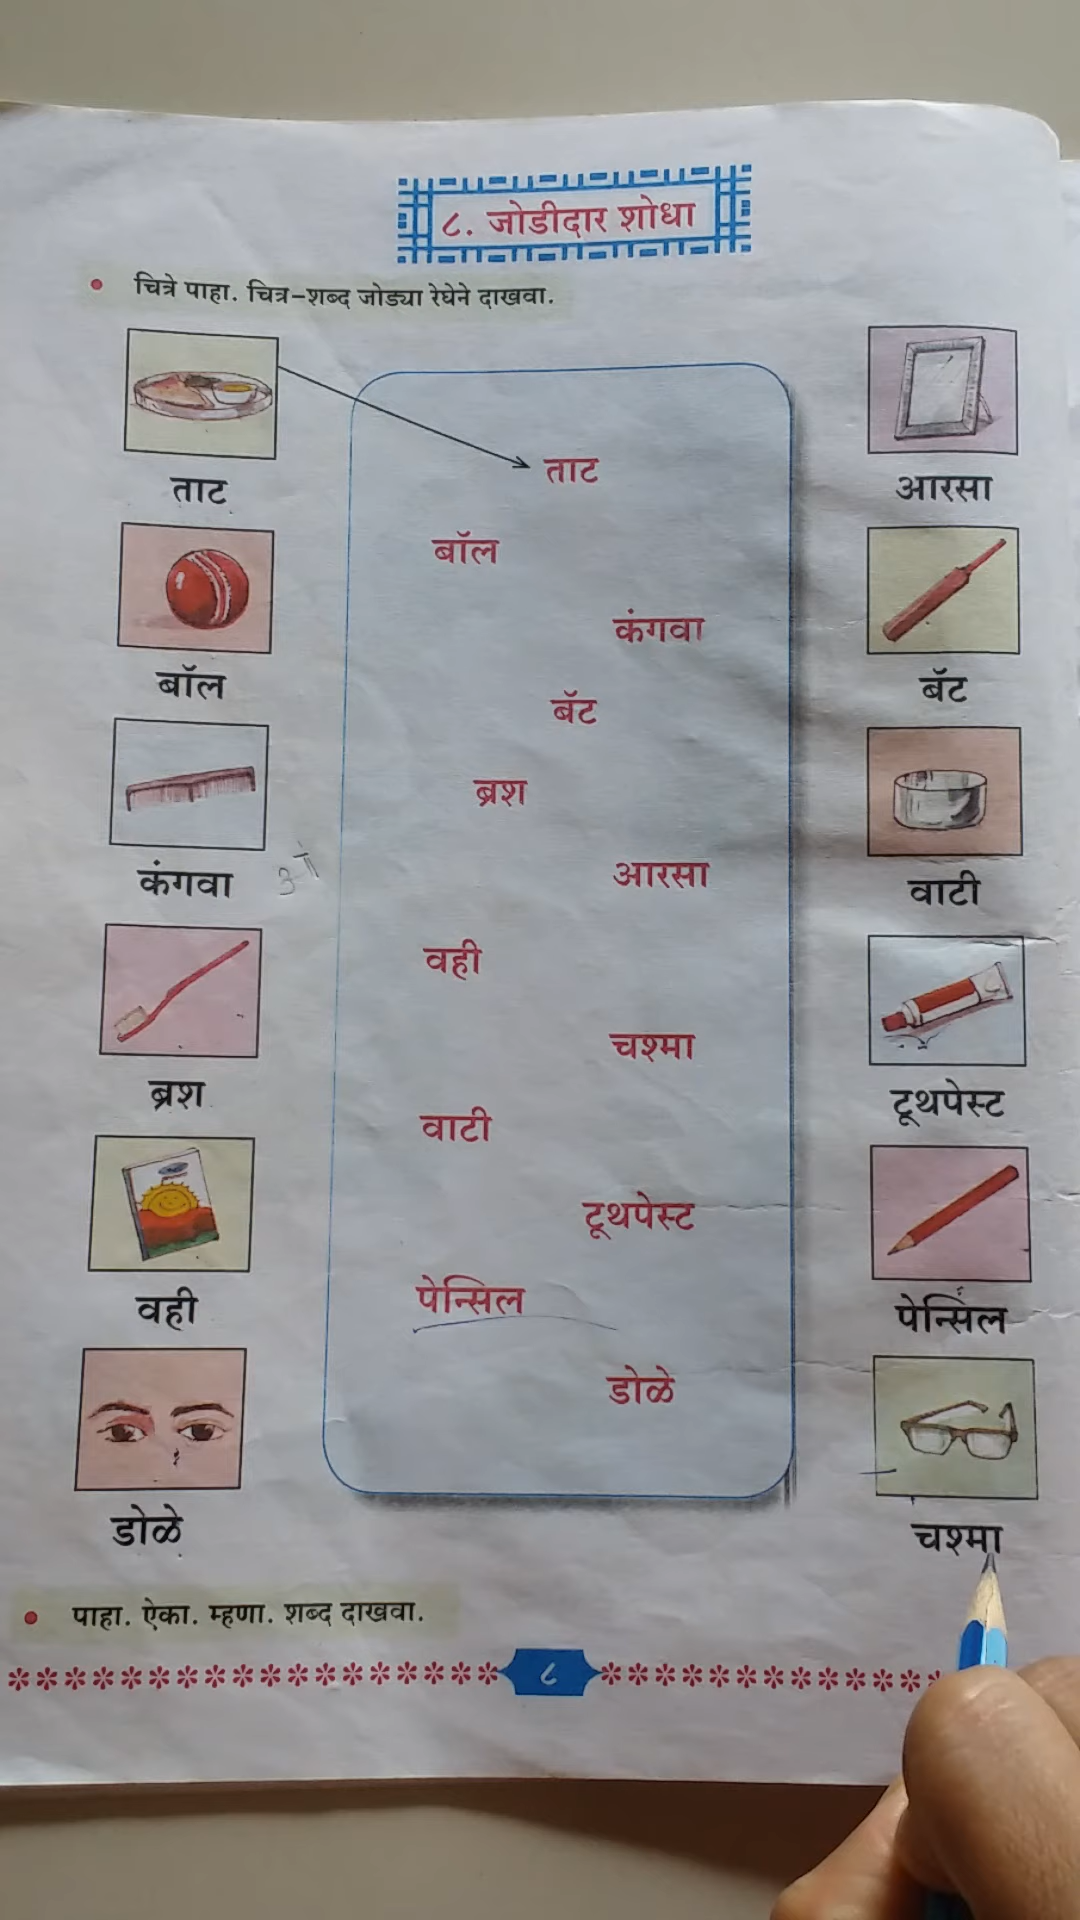 ८. जोडीदार शोधा
चित्रे पाहा. चित्र-शब्द जोड्या रेघेने दाखवा.
ताट
बॉल
कंगवा
ब्रश
वही
डोळे
ताट
बॉल
कंगवा
बॅट
ब्रश
आरसा
वही
चश्मा
वाटी
टूथपेस्ट
पेन्सिल
डोळे
आरसा
बॅट
वाटी
टूथपेस्ट
पेन्सिल
चश्मा
पाहा. ऐका. म्हणा. शब्द दाखवा.
८